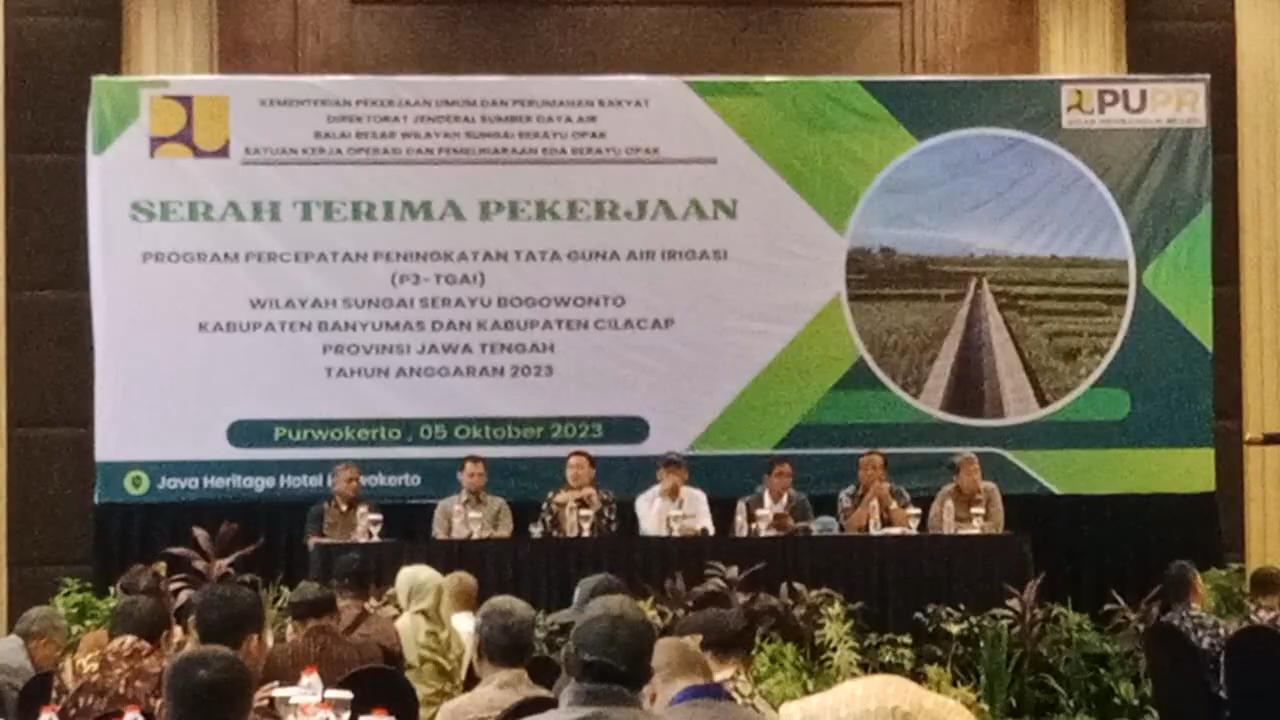 KEMENTERIAN PEKERJAAN UMUM DAN PERUMAHAN RAKYAT
DIREKTORAT JENDERAL SUMBER DAYA AIR
BALAI BESAR WILAYAH SUNGAI SERAYU OPAK
SATUAN KERJA OPERASI DAN PEMELIHARAAN SDA SERAYU OPAK
PUPR
SERAH TERIMA PEKERJAAN
PROGRAM PERCEPATAN PENINGKATAN TATA GUNA AIR IRIGASI
(P3-TGAI)
WILAYAH SUNGAI SERAYU BOGOWONTO
KABUPATEN BANYUMAS DAN KABUPATEN CILACAP
PROVINSI JAWA TENGAH
TAHUN ANGGARAN 2023
Purwokerto , 05 Oktober 2023
Java Heritage Hotel Purwokerto